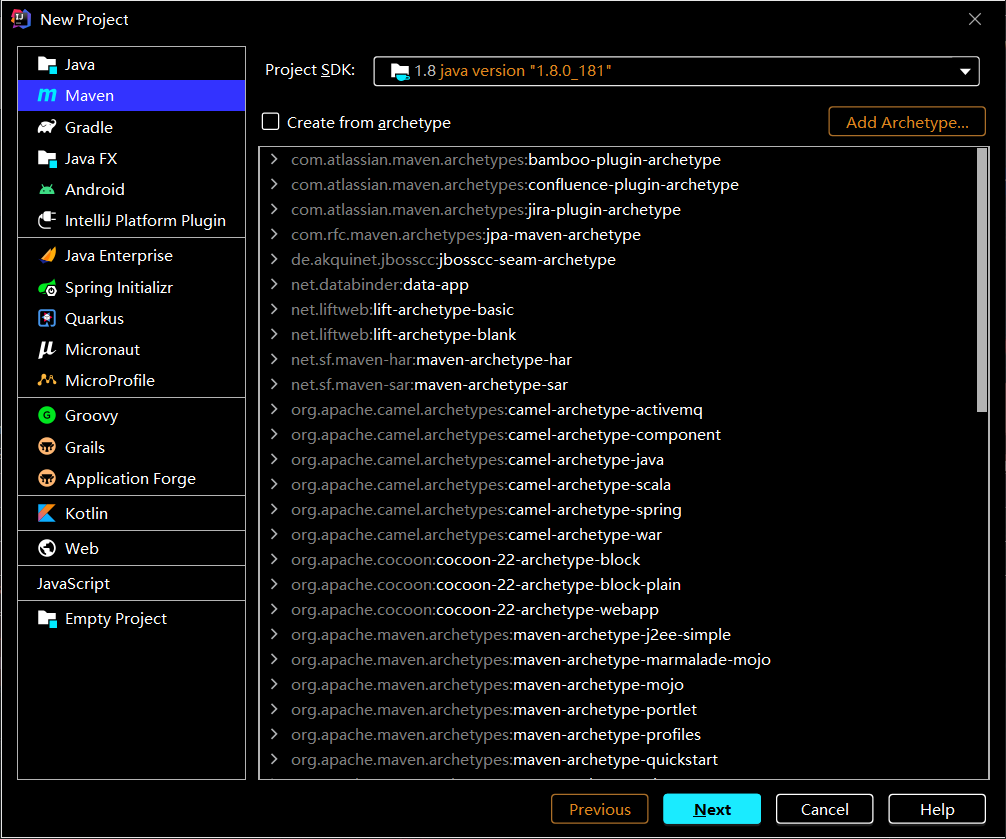 New Project
Java
Maven
Gradle
Java FX
Android
IntelliJ Platform Plugin
Java Enterprise
Spring Initializr
Quarkus
Micronaut
MicroProfile
Groovy
Grails
Application Forge
Kotlin
Web
JavaScript
Empty Project
Project SDK:
1.8 java version "1.8.0_181"
Create from archetype
Add Archetype...
com.atlassian.maven.archetypes:bamboo-plugin-archetype
com.atlassian.maven.archetypes:confluence-plugin-archetype
com.atlassian.maven.archetypes:jira-plugin-archetype
com.rfc.maven.archetypes:jpa-maven-archetype
de.akquinet.jbosscc:jbosscc-seam-archetype
net.databinder:data-app
net.liftweb:lift-archetype-basic
net.liftweb:lift-archetype-blank
net.sf.maven-har:maven-archetype-har
net.sf.maven-sar:maven-archetype-sar
org.apache.camel.archetypes:camel-archetype-activemq
org.apache.camel.archetypes:camel-archetype-component
org.apache.camel.archetypes:camel-archetype-java
org.apache.camel.archetypes:camel-archetype-scala
org.apache.camel.archetypes:camel-archetype-spring
org.apache.camel.archetypes:camel-archetype-war
org.apache.cocoon:cocoon-22-archetype-block
org.apache.cocoon:cocoon-22-archetype-block-plain
org.apache.cocoon:cocoon-22-archetype-webapp
org.apache.maven.archetypes:maven-archetype-j2ee-simple
org.apache.maven.archetypes:maven-archetype-marmalade-mojo
org.apache.maven.archetypes:maven-archetype-mojo
org.apache.maven.archetypes:maven-archetype-portlet
org.apache.maven.archetypes:maven-archetype-profiles
org.apache.maven.archetypes:maven-archetype-quickstart
Previous
Next
Cancel
Help